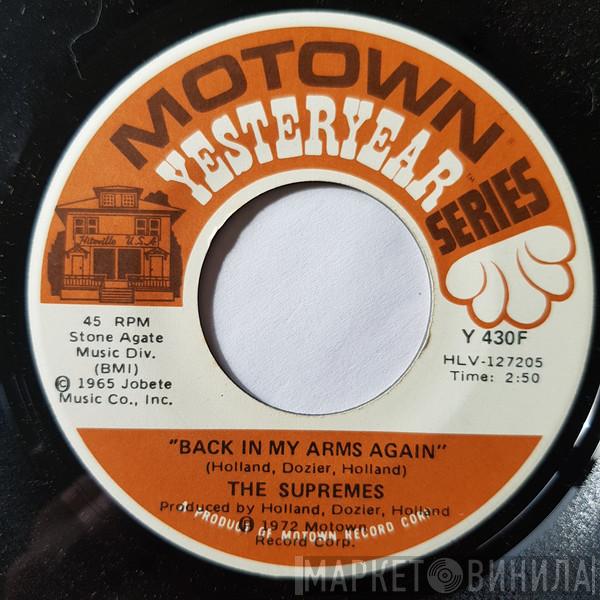 MOTOWN
YESTERYEAR
SERIES
TM
Hitsville U.S.A
45 RPM
Stone Agate
Music Div.
(BMI)
© 1965 Jobete
Music Co., Inc.
Y 430F
HLV-127205
Time: 2:50
"BACK IN MY ARMS AGAIN"
(Holland, Dozier, Holland)
THE SUPREMES
Produced by Holland, Dozier, Holland
℗ 1972 Motown
Record Corp.
A PRODUCT OF MOTOWN RECORD CORP.
МАРКЕТ ВИНИЛА